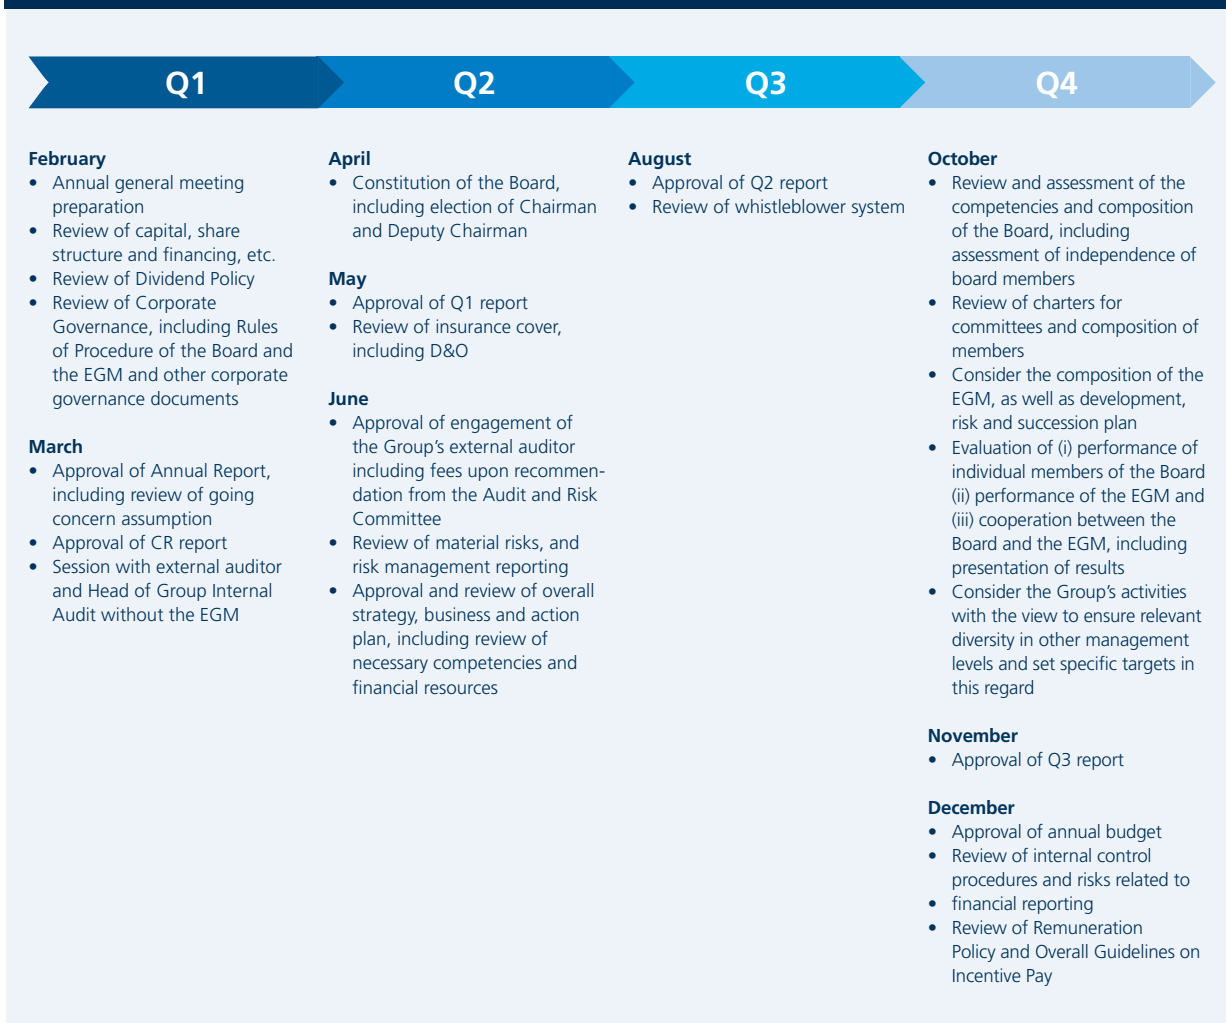 Q1
Q2
Q3
Q4
February
• Annual general meeting
preparation
• Review of capital, share
structure and financing, etc.
• Review of Dividend Policy
• Review of Corporate
Governance, including Rules
of Procedure of the Board and
the EGM and other corporate
governance documents
March
• Approval of Annual Report,
including review of going
concern assumption
• Approval of CR report
• Session with external auditor
and Head of Group Internal
Audit without the EGM
April
• Constitution of the Board,
including election of Chairman
and Deputy Chairman
May
• Approval of Q1 report
• Review of insurance cover,
including D&O
June
• Approval of engagement of
the Group’s external auditor
including fees upon recommen-
dation from the Audit and Risk
Committee
• Review of material risks, and
risk management reporting
• Approval and review of overall
strategy, business and action
plan, including review of
necessary competencies and
financial resources
August
• Approval of Q2 report
• Review of whistleblower system
October
• Review and assessment of the
competencies and composition
of the Board, including
assessment of independence of
board members
• Review of charters for
committees and composition of
members
• Consider the composition of the
EGM, as well as development,
risk and succession plan
• Evaluation of (i) performance of
individual members of the Board
(ii) performance of the EGM and
(iii) cooperation between the
Board and the EGM, including
presentation of results
• Consider the Group’s activities
with the view to ensure relevant
diversity in other management
levels and set specific targets in
this regard
November
• Approval of Q3 report
December
• Approval of annual budget
• Review of internal control
procedures and risks related to
• financial reporting
• Review of Remuneration
Policy and Overall Guidelines on
Incentive Pay